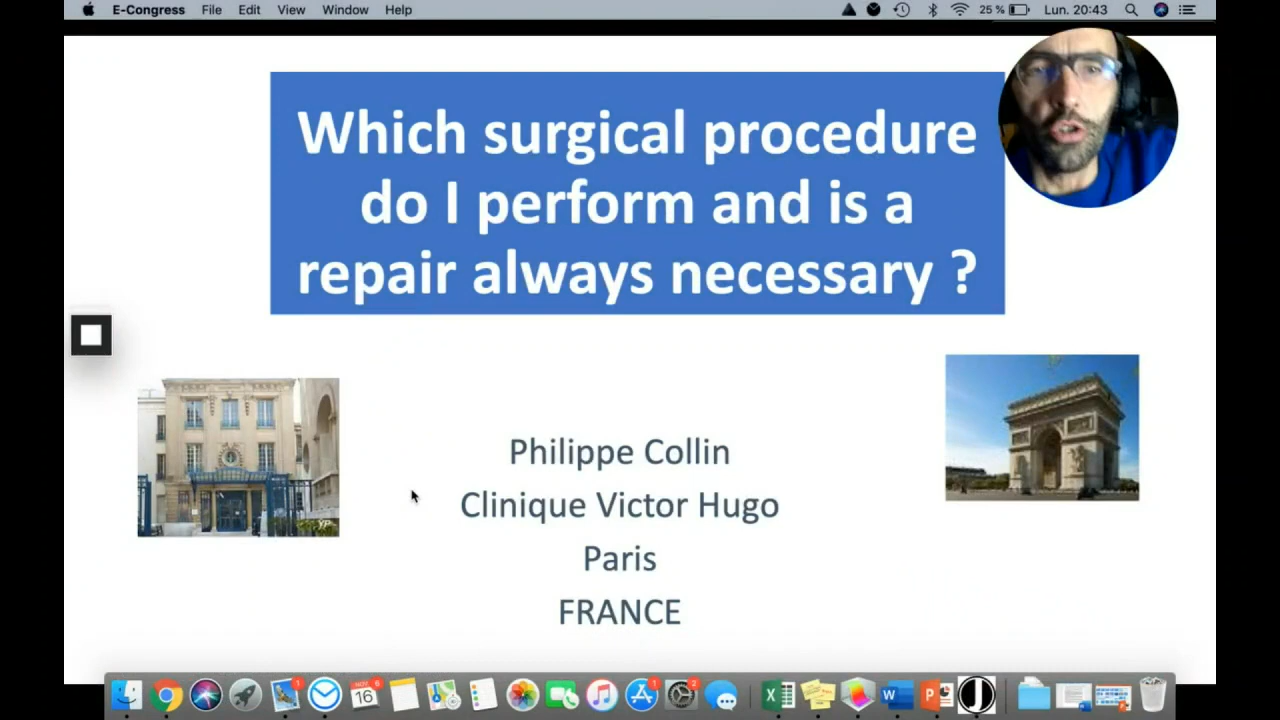 E-Congress File Edit View Window Help 25 % Lun. 20:43
Which surgical procedure
do I perform and is a
repair always necessary ?
Philippe Collin
Clinique Victor Hugo
Paris
FRANCE